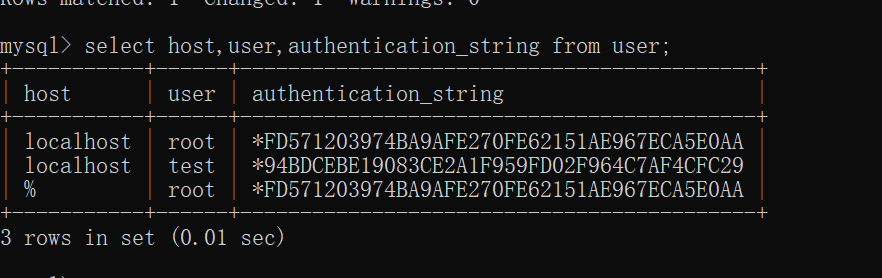 Rows matched: 1  Changed: 1  Warnings: 0
mysql> select host,user,authentication_string from user;
+-----------+------+-------------------------------------------+
| host      | user | authentication_string                     |
+-----------+------+-------------------------------------------+
| localhost | root | *FD571203974BA9AFE270FE62151AE967ECA5E0AA |
| localhost | test | *94BDCEBE19083CE2A1F959FD02F964C7AF4CFC29 |
| %         | root | *FD571203974BA9AFE270FE62151AE967ECA5E0AA |
+-----------+------+-------------------------------------------+
3 rows in set (0.01 sec)